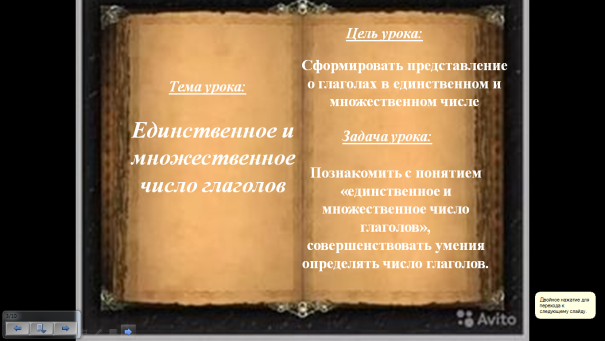 Тема урока:
Единственное и
множественное
число глаголов
Цель урока:
Сформировать представление
о глаголах в единственном и
множественном числе
Задача урока:
Познакомить с понятием
«единственное и
множественное число
глаголов»,
совершенствовать умения
определять число глаголов.
Двойное нажатие для
перехода к
следующему слайду.
Avito